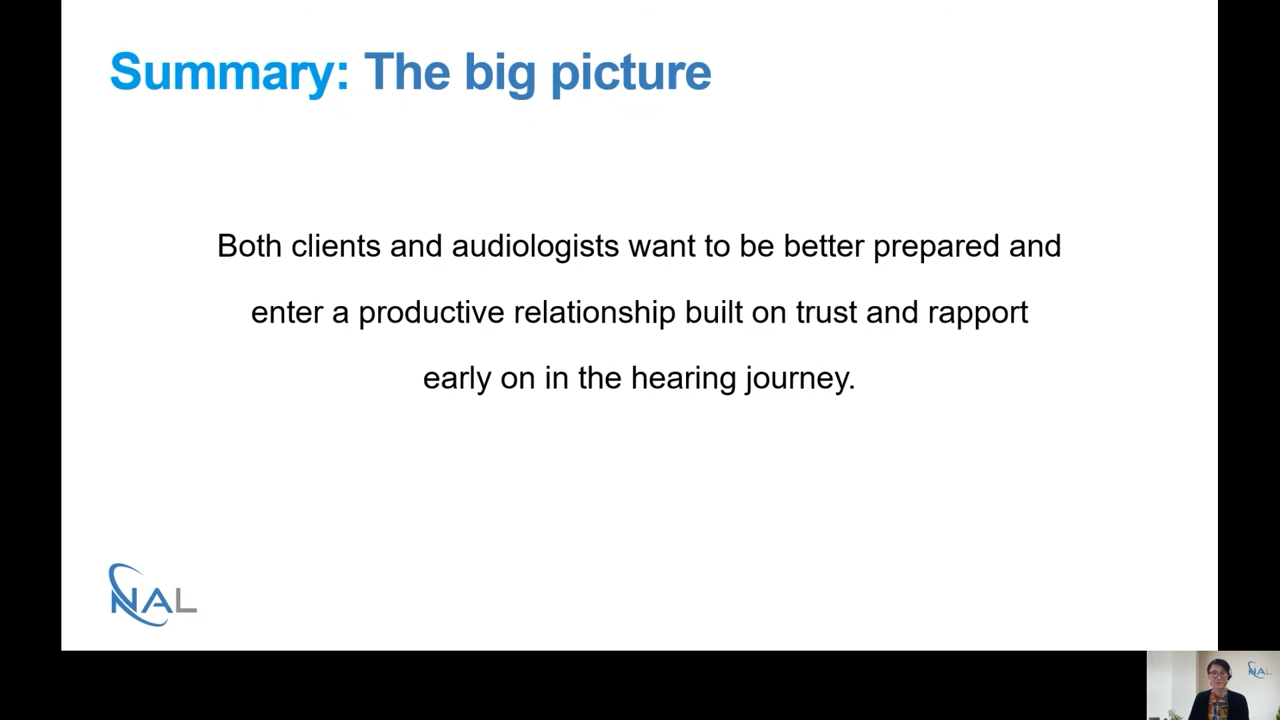 Summary: The big picture
Both clients and audiologists want to be better prepared and
enter a productive relationship built on trust and rapport
early on in the hearing journey.
NAL
NAL